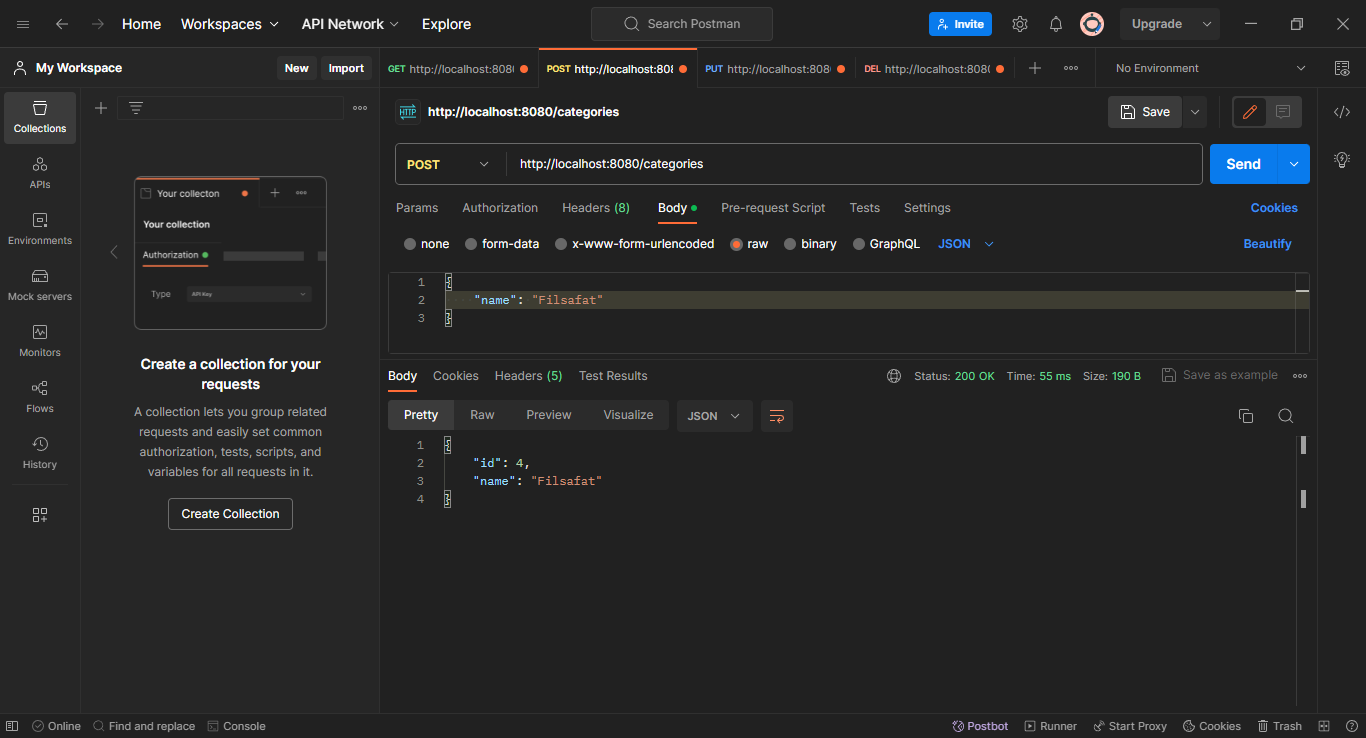 Home Workspaces API Network Explore Search Postman Invite Upgrade
My Workspace New Import GET http://localhost:8080 POST http://localhost:808 PUT http://localhost:8080 DEL http://localhost:8080 No Environment
Collections
APIs
Environments
Mock servers
Monitors
Flows
History
Your collecton
Your collection
Authorization
Type API Key
Create a collection for your
requests
A collection lets you group related
requests and easily set common
authorization, tests, scripts, and
variables for all requests in it.
Create Collection
HTTP http://localhost:8080/categories Save
POST http://localhost:8080/categories Send
Params Authorization Headers (8) Body Pre-request Script Tests Settings Cookies
none form-data x-www-form-urlencoded raw binary GraphQL JSON Beautify
1 {
2 "name": "Filsafat"
3 }
Body Cookies Headers (5) Test Results Status: 200 OK Time: 55 ms Size: 190 B Save as example
Pretty Raw Preview Visualize JSON
1 {
2 "id": 4,
3 "name": "Filsafat"
4 }
Online Find and replace Console Postbot Runner Start Proxy Cookies Trash